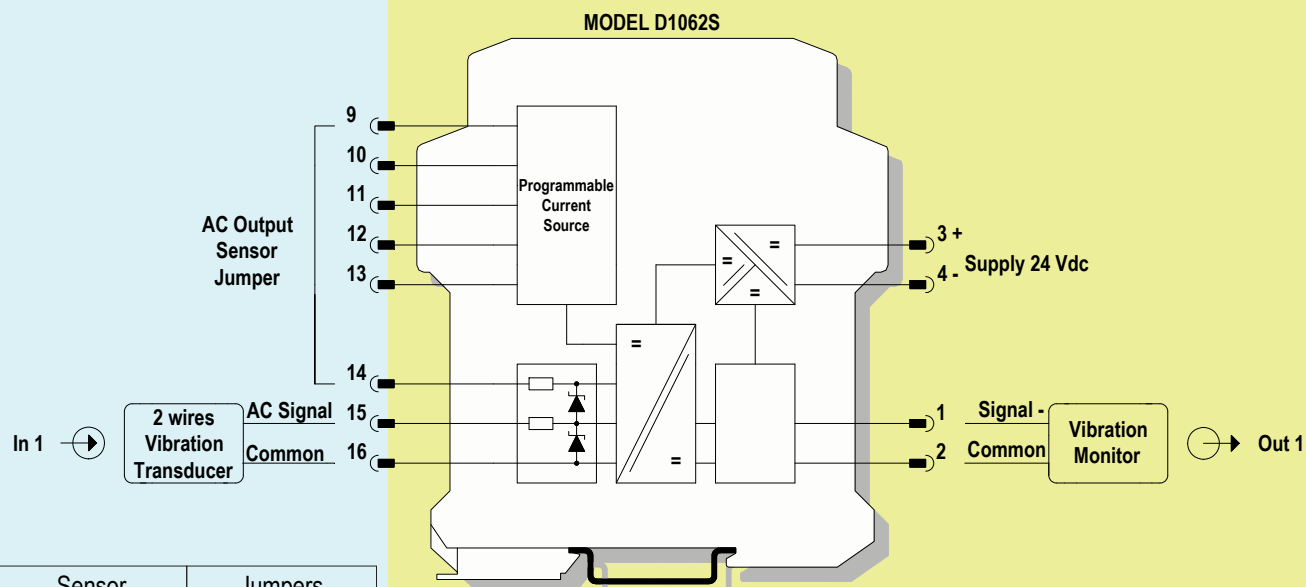 MODEL D1062S
9
10
11
12
13
AC Output
Sensor
Jumper
Programmable
Current
Source
=
=
=
3 +
4 -
Supply 24 Vdc
=
=
14
15
16
In 1
2 wires
Vibration
Transducer
AC Signal
Common
1
2
Signal -
Common
Vibration
Monitor
Out 1
Sensor
Jumpers